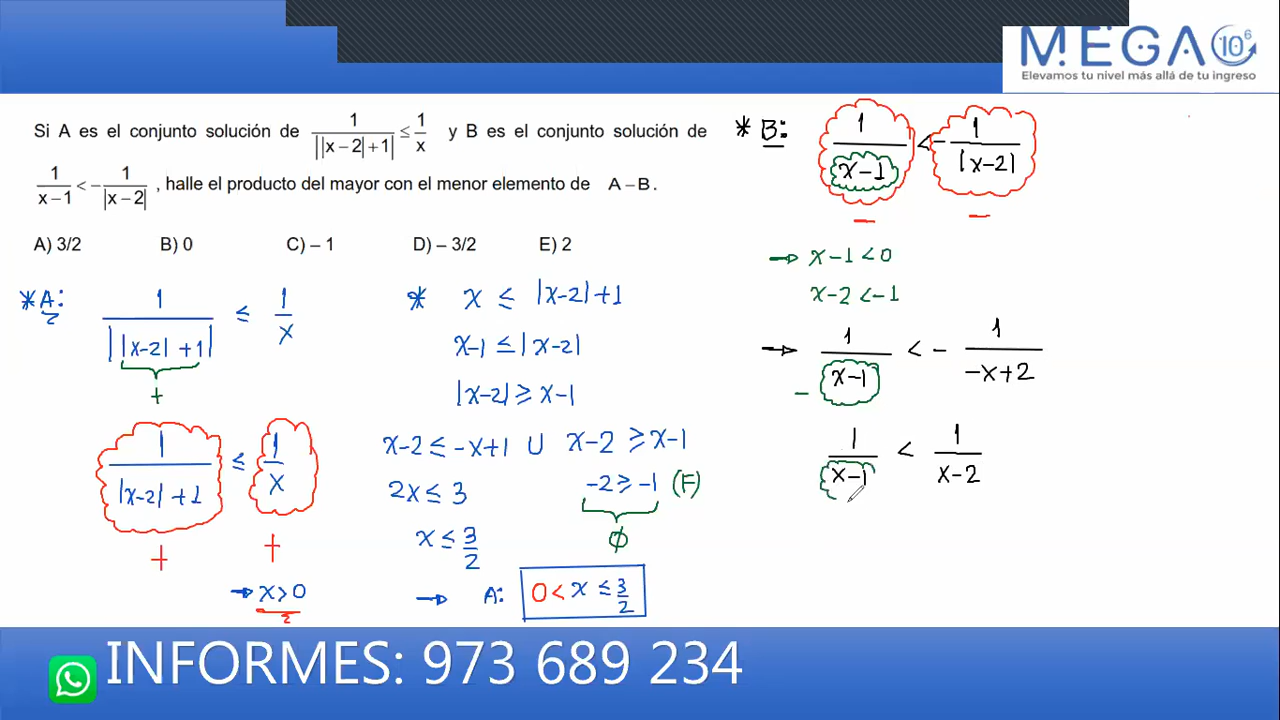 MEGA 10⁶
Elevamos tu nivel más allá de tu ingreso
Si A es el conjunto solución de 1/||x−2|+1| ≤ 1/x y B es el conjunto solución de
1/(x−1) < −1/|x−2| , halle el producto del mayor con el menor elemento de A−B.
A) 3/2 B) 0 C) – 1 D) – 3/2 E) 2
*A: 1/||x-2|+1| ≤ 1/x
+
1/(|x-2|+1) ≤ 1/x
+ +
→ x>0
* x ≤ |x-2|+1
x-1 ≤ |x-2|
|x-2| ≥ x-1
x-2 ≤ -x+1 U x-2 ≥ x-1
2x ≤ 3 -2 ≥ -1 (F)
x ≤ 3/2 ∅
→ A: 0 < x ≤ 3/2
*B: 1/(x-1) < - 1/|x-2|
- -
→ x-1 < 0
x-2 < -1
→ 1/(x-1) < - 1/(-x+2)
-
1/(x-1) < 1/(x-2)
INFORMES: 973 689 234